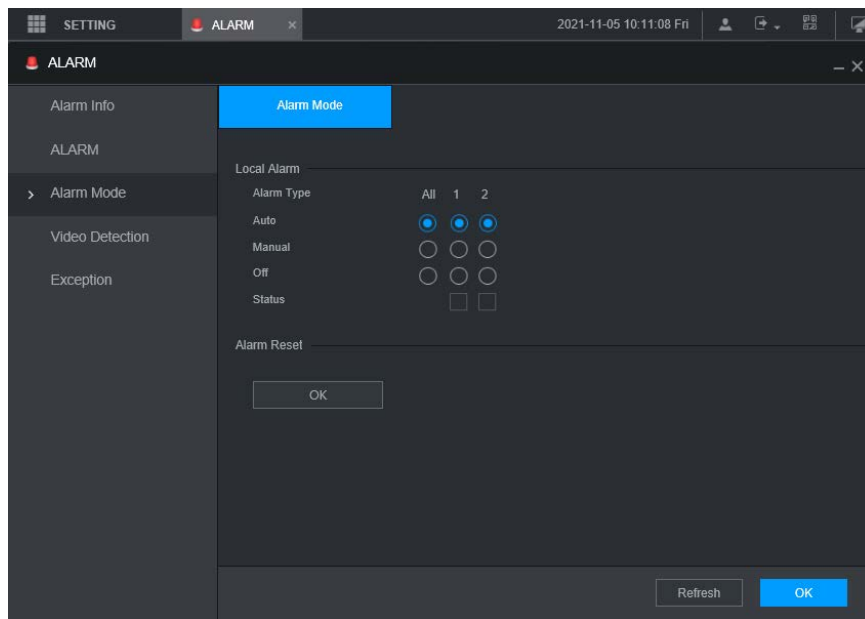 SETTING ALARM × 2021-11-05 10:11:08 Fri
ALARM
Alarm Info
ALARM
Alarm Mode
Video Detection
Exception
Alarm Mode
Local Alarm
Alarm Type All 1 2
Auto
Manual
Off
Status
Alarm Reset
OK
Refresh OK